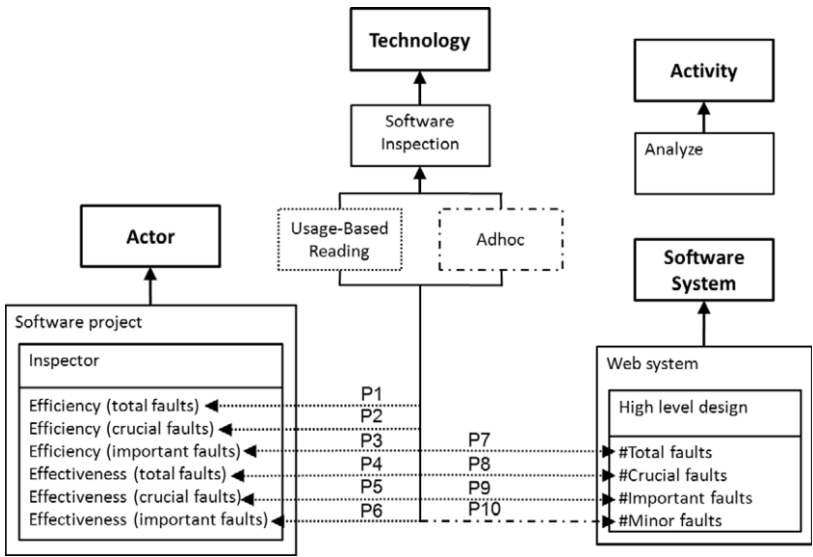 Technology
Software
Inspection
Activity
Analyze
Usage-Based
Reading
Adhoc
Actor
Software
System
Software project
Inspector
Efficiency (total faults)
Efficiency (crucial faults)
Efficiency (important faults)
Effectiveness (total faults)
Effectiveness (crucial faults)
Effectiveness (important faults)
P1
P2
P3
P4
P5
P6
P7
P8
P9
P10
Web system
High level design
#Total faults
#Crucial faults
#Important faults
#Minor faults